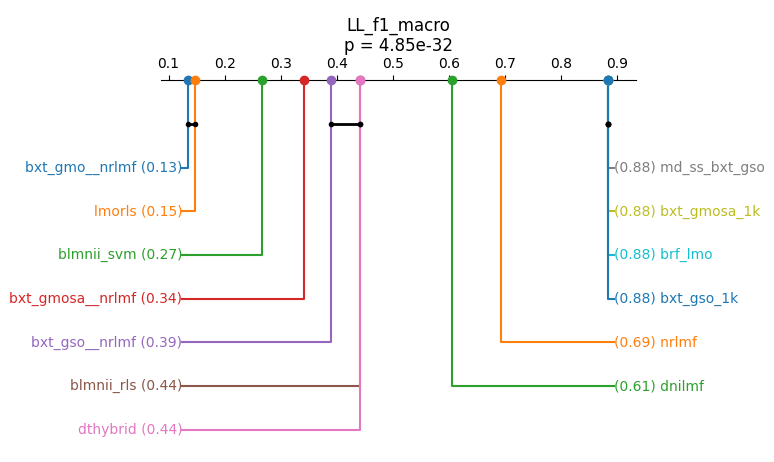 LL_f1_macro
p = 4.85e-32
0.1 0.2 0.3 0.4 0.5 0.6 0.7 0.8 0.9
bxt_gmo__nrlmf (0.13)
(0.88) md_ss_bxt_gso
lmorls (0.15)
(0.88) bxt_gmosa_1k
blmnii_svm (0.27)
(0.88) brf_lmo
bxt_gmosa__nrlmf (0.34)
(0.88) bxt_gso_1k
bxt_gso__nrlmf (0.39)
(0.69) nrlmf
blmnii_rls (0.44)
(0.61) dnilmf
dthybrid (0.44)